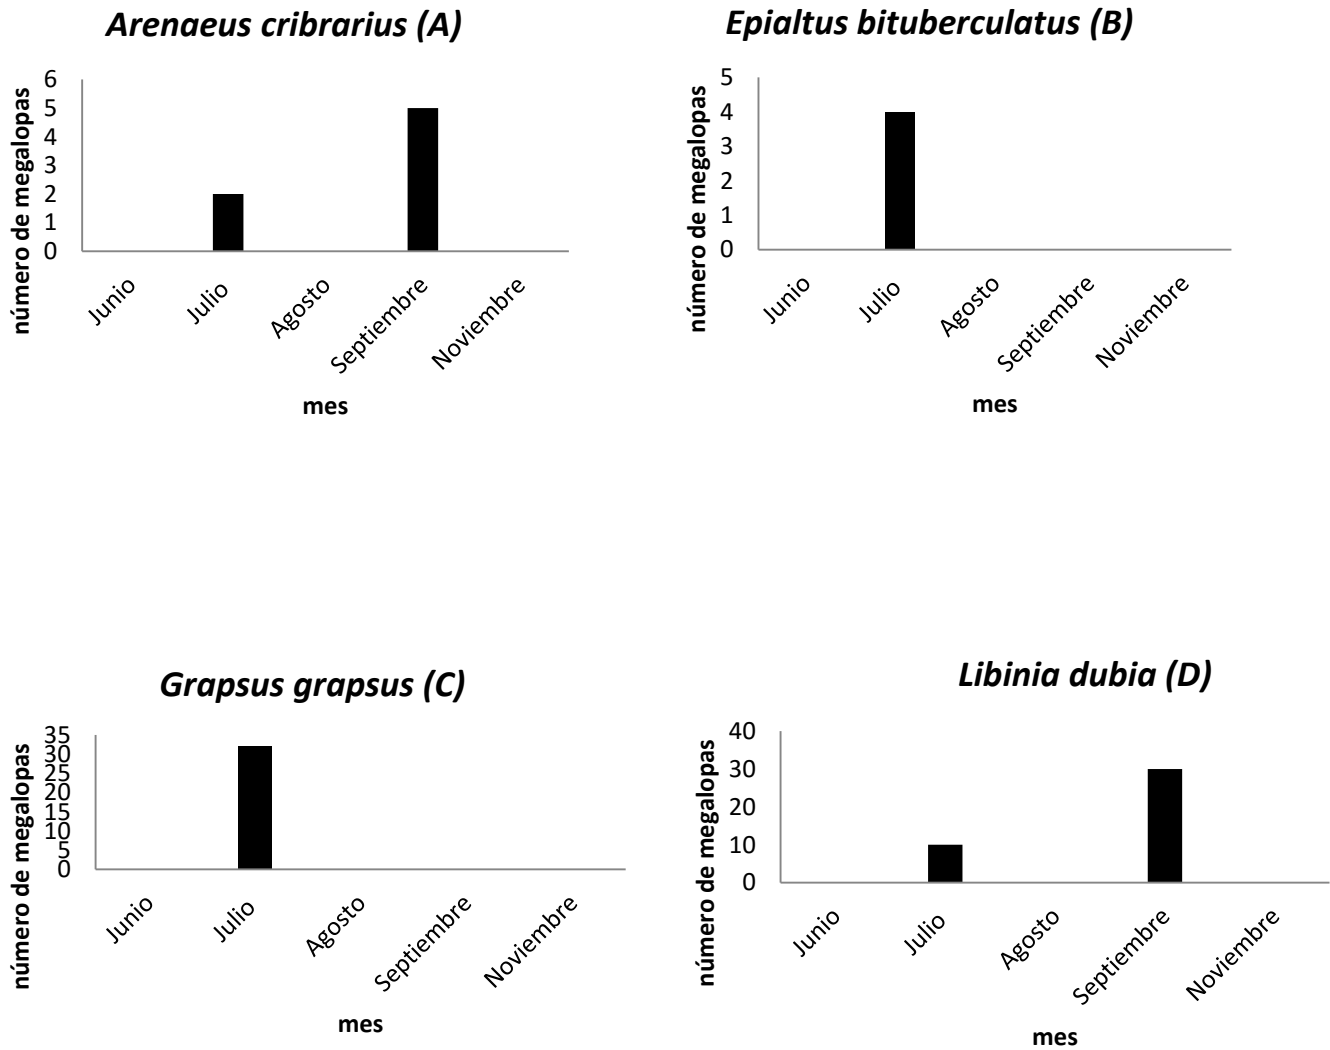 Arenaeus cribrarius (A)
número de megalopas
6
5
4
3
2
1
0
Junio
Julio
Agosto
Septiembre
Noviembre
mes
Epialtus bituberculatus (B)
número de megalopas
5
4
3
2
1
0
Junio
Julio
Agosto
Septiembre
Noviembre
mes
Grapsus grapsus (C)
número de megalopas
35
30
25
20
15
10
5
0
Junio
Julio
Agosto
Septiembre
Noviembre
mes
Libinia dubia (D)
número de megalopas
40
30
20
10
0
Junio
Julio
Agosto
Septiembre
Noviembre
mes